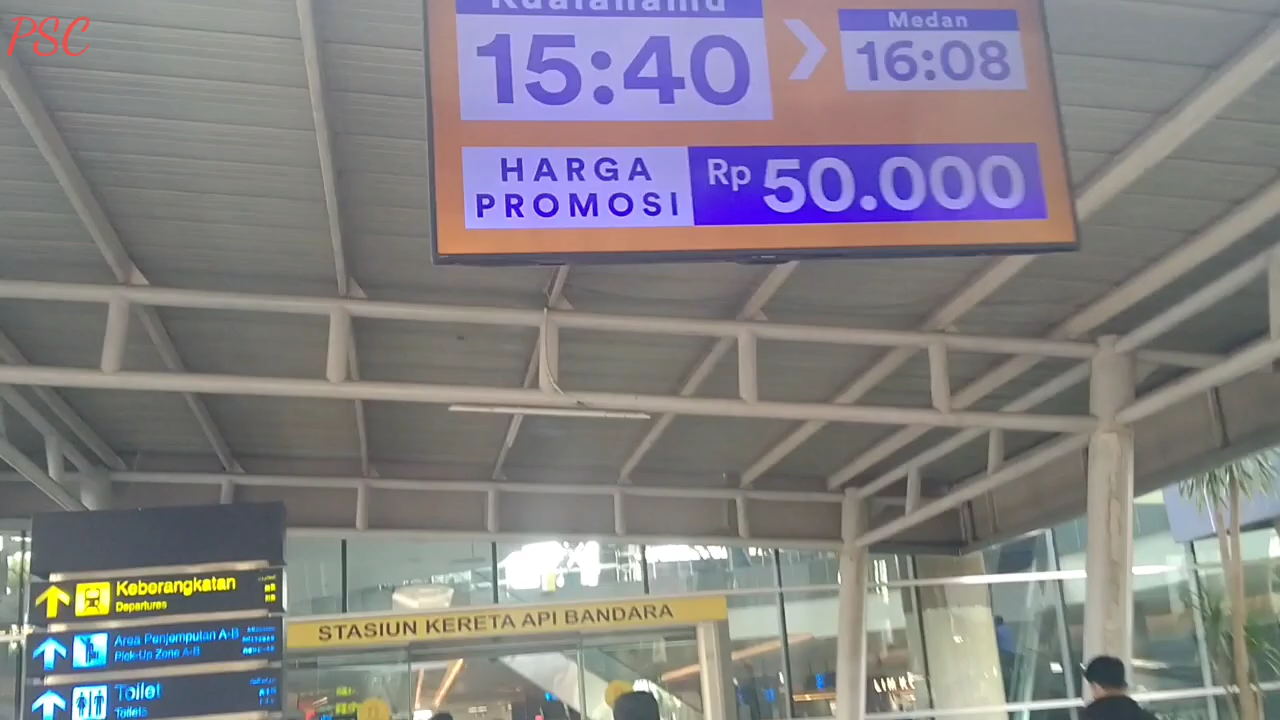 PSC
Kualanamu
15:40
Medan
16:08
HARGA
PROMOSI
Rp 50.000
Keberangkatan
Departures
Area Penjemputan A-B
Pick-Up Zone A-B
Toilet
Toilets
STASIUN KERETA API BANDARA